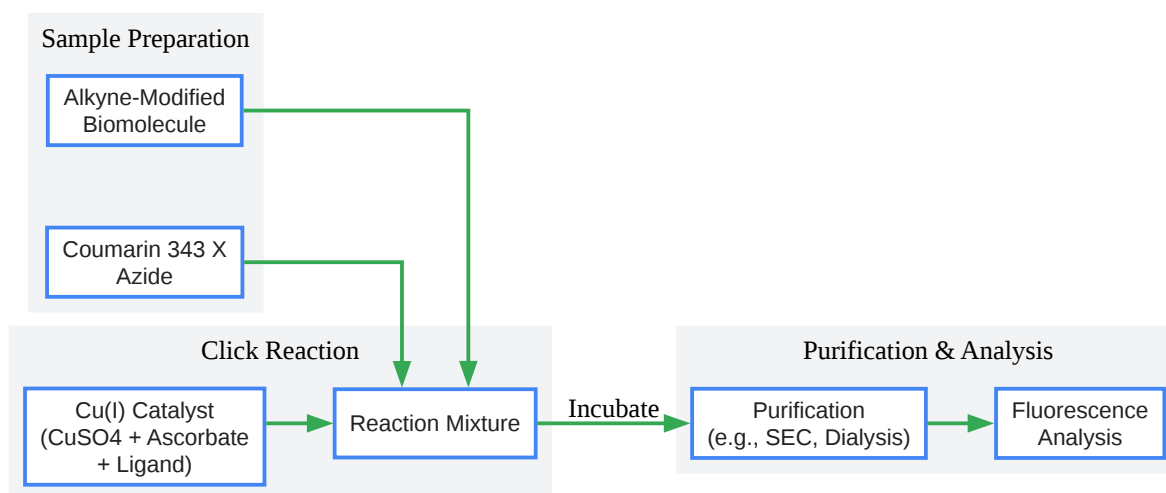 Sample Preparation
Alkyne-Modified
Biomolecule
Coumarin 343 X
Azide
Click Reaction
Cu(I) Catalyst
(CuSO4 + Ascorbate
+ Ligand)
Reaction Mixture
Incubate
Purification & Analysis
Purification
(e.g., SEC, Dialysis)
Fluorescence
Analysis